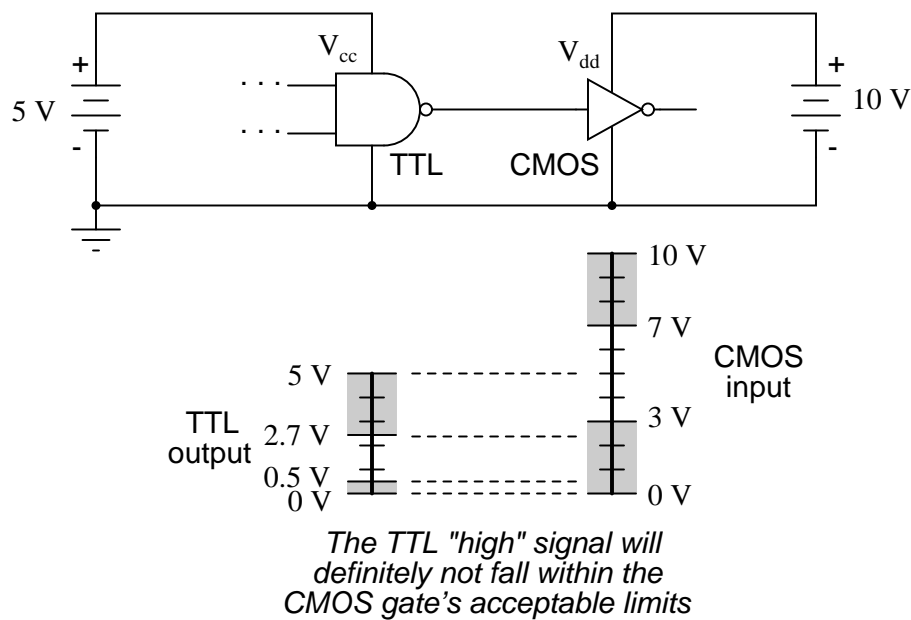 V_cc
V_dd
+
+
. . .
5 V
10 V
. . .
-
-
TTL
CMOS
10 V
7 V
CMOS
input
5 V
3 V
TTL
output
2.7 V
0.5 V
0 V
0 V
The TTL "high" signal will
definitely not fall within the
CMOS gate's acceptable limits